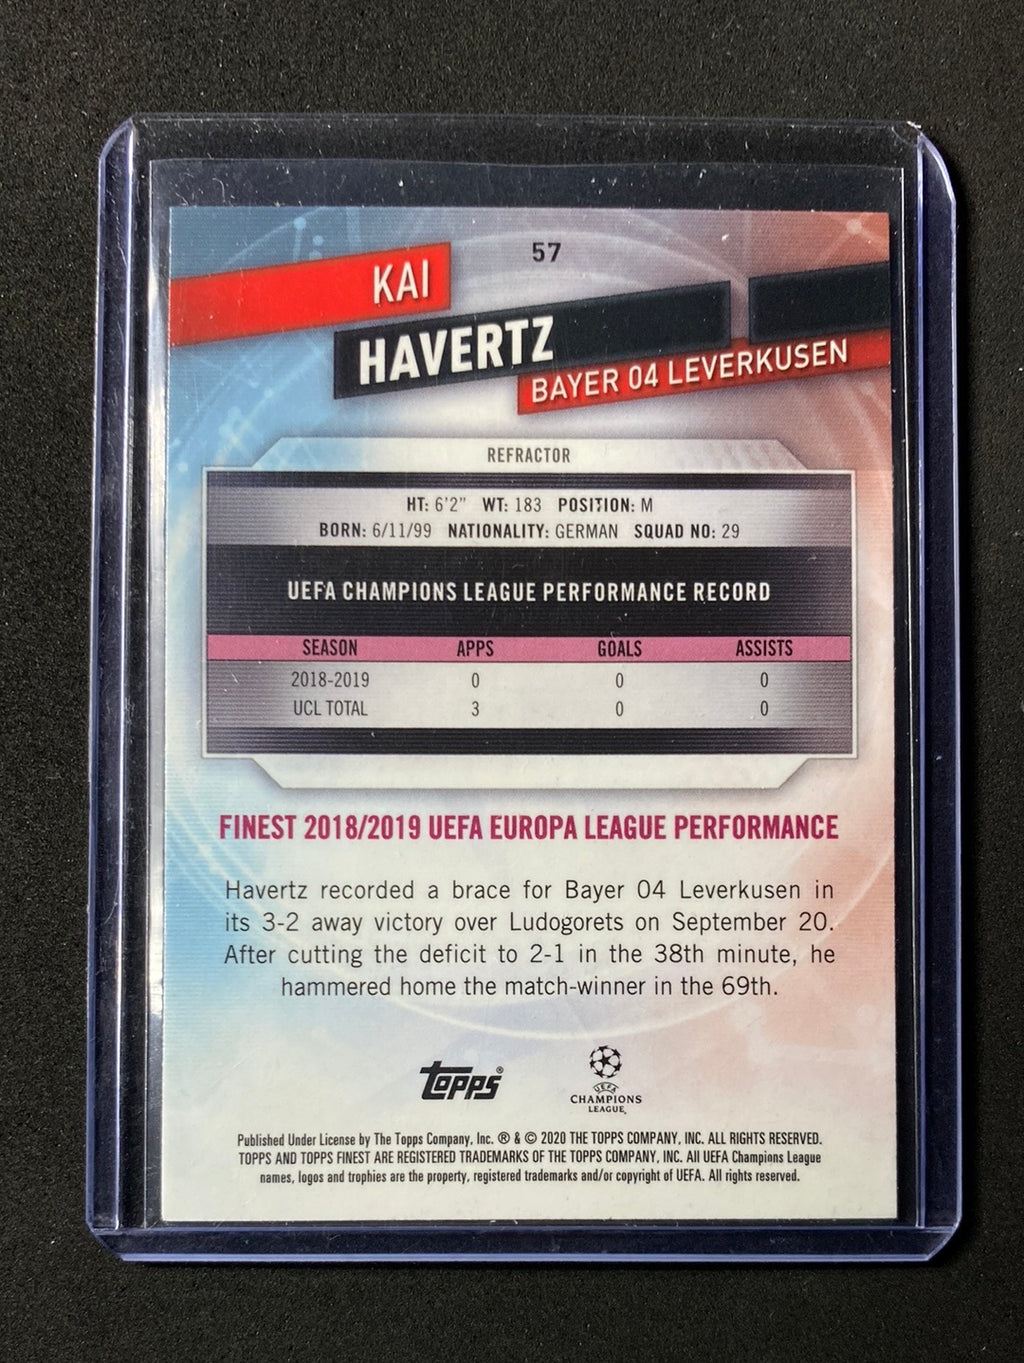 57
KAI
HAVERTZ
BAYER 04 LEVERKUSEN
REFRACTOR
HT: 6'2" WT: 183 POSITION: M
BORN: 6/11/99 NATIONALITY: GERMAN SQUAD NO: 29
UEFA CHAMPIONS LEAGUE PERFORMANCE RECORD
SEASON APPS GOALS ASSISTS
2018-2019 0 0 0
UCL TOTAL 3 0 0
FINEST 2018/2019 UEFA EUROPA LEAGUE PERFORMANCE
Havertz recorded a brace for Bayer 04 Leverkusen in
its 3-2 away victory over Ludogorets on September 20.
After cutting the deficit to 2-1 in the 38th minute, he
hammered home the match-winner in the 69th.
Topps®
UEFA
CHAMPIONS
LEAGUE
Published Under License by The Topps Company, Inc. ® & © 2020 THE TOPPS COMPANY, INC. ALL RIGHTS RESERVED.
TOPPS AND TOPPS FINEST ARE REGISTERED TRADEMARKS OF THE TOPPS COMPANY, INC. All UEFA Champions League
names, logos and trophies are the property, registered trademarks and/or copyright of UEFA. All rights reserved.